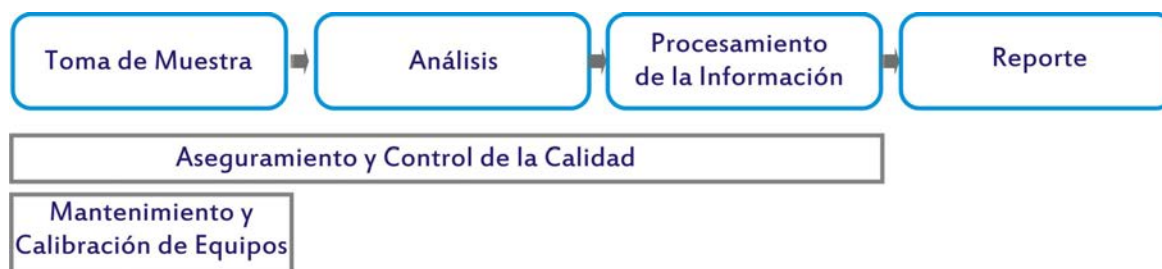 Toma de Muestra
Análisis
Procesamiento
de la Información
Reporte
Aseguramiento y Control de la Calidad
Mantenimiento y
Calibración de Equipos